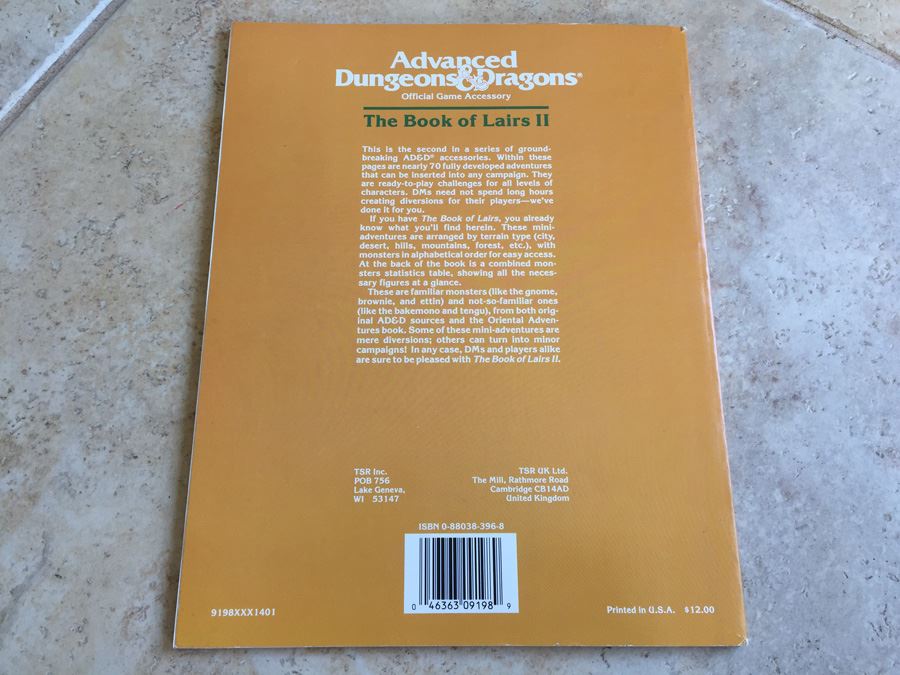 Advanced
Dungeons & Dragons®
Official Game Accessory
The Book of Lairs II
This is the second in a series of ground-
breaking AD&D® accessories. Within these
pages are nearly 70 fully developed adventures
that can be inserted into any campaign. They
are ready-to-play challenges for all levels of
characters. DMs need not spend long hours
creating diversions for their players—we've
done it for you.
If you have The Book of Lairs, you already
know what you'll find herein. These mini-
adventures are arranged by terrain type (city,
desert, hills, mountains, forest, etc.), with
monsters in alphabetical order for easy access.
At the back of the book is a combined mon-
sters statistics table, showing all the neces-
sary figures at a glance.
These are familiar monsters (like the gnome,
brownie, and ettin) and not-so-familiar ones
(like the bakemono and tengu), from both orig-
inal AD&D sources and the Oriental Adven-
tures book. Some of these mini-adventures are
mere diversions; others can turn into minor
campaigns! In any case, DMs and players alike
are sure to be pleased with The Book of Lairs II.
TSR Inc.
POB 756
Lake Geneva,
WI 53147
TSR UK Ltd.
The Mill, Rathmore Road
Cambridge CB14AD
United Kingdom
ISBN 0-88038-396-8
0 46363 09198 9
9198XXX1401
Printed in U.S.A. $12.00